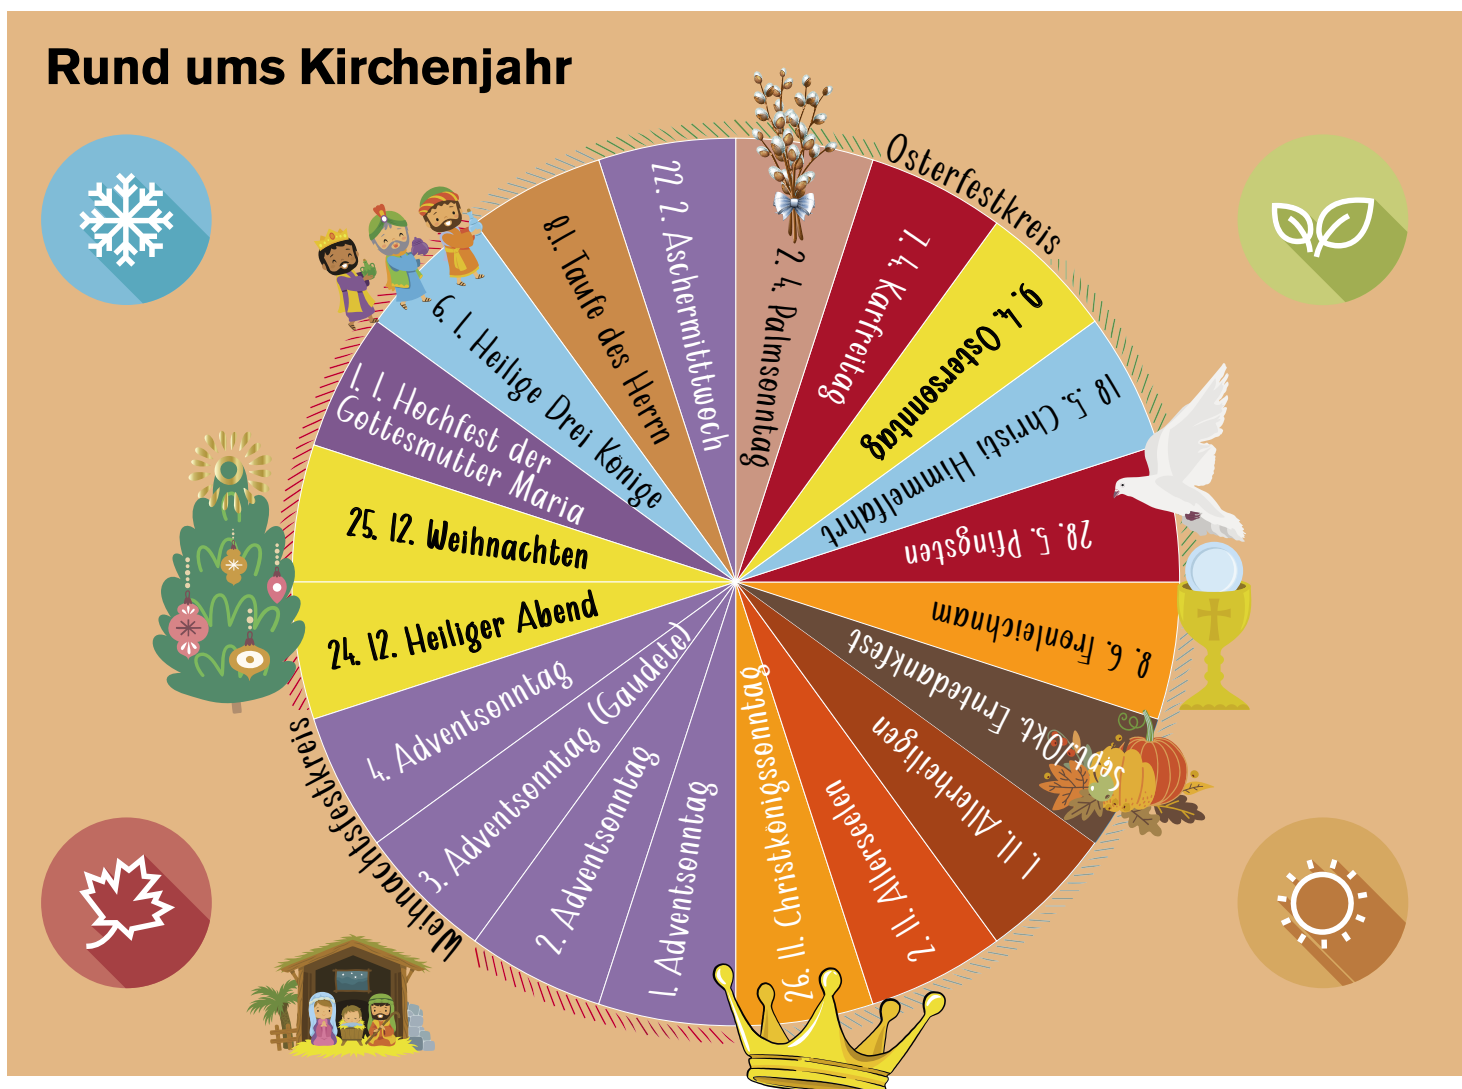 Rund ums Kirchenjahr
Osterfestkreis
2. 4. Palmsonntag
7. 4. Karfreitag
9. 4. Ostersonntag
18. 5. Christi Himmelfahrt
28. 5. Pfingsten
8. 6. Fronleichnam
Sept./Okt. Erntedankfest
1. 11. Allerheiligen
2. 11. Allerseelen
26. 11. Christkönigssonntag
1. Adventsonntag
2. Adventsonntag
3. Adventsonntag (Gaudete)
4. Adventsonntag
Weihnachtsfestkreis
24. 12. Heiliger Abend
25. 12. Weihnachten
1. 1. Hochfest der
Gottesmutter Maria
6. 1. Heilige Drei Könige
8.1. Taufe des Herrn
22. 2. Aschermitttwoch